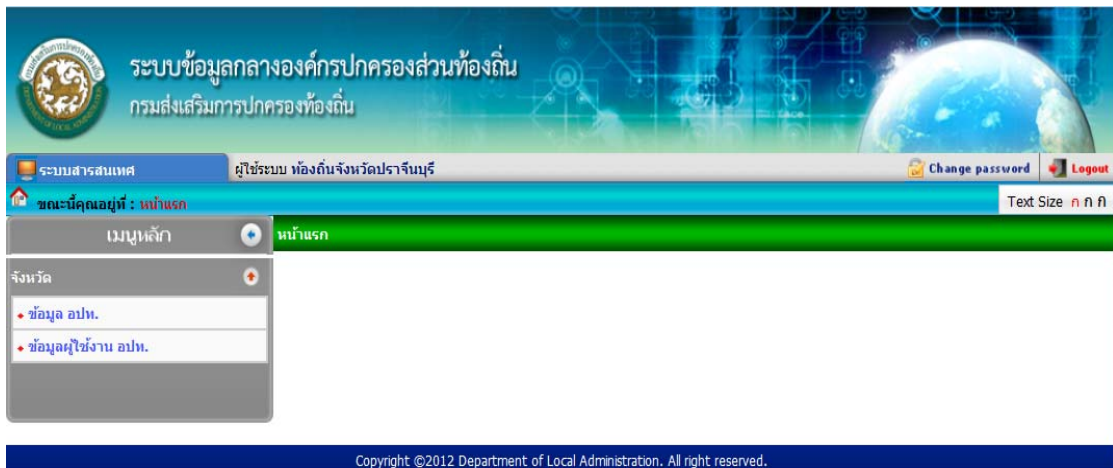 ระบบข้อมูลกลางองค์กรปกครองส่วนท้องถิ่น
กรมส่งเสริมการปกครองท้องถิ่น
ระบบสารสนเทศ
ผู้ใช้ระบบ ท้องถิ่นจังหวัดปราจีนบุรี
Change password
Logout
ขณะนี้คุณอยู่ที่ : หน้าแรก
Text Size ก ก ก
เมนูหลัก
หน้าแรก
จังหวัด
ข้อมูล อปท.
ข้อมูลผู้ใช้งาน อปท.
Copyright ©2012 Department of Local Administration. All right reserved.